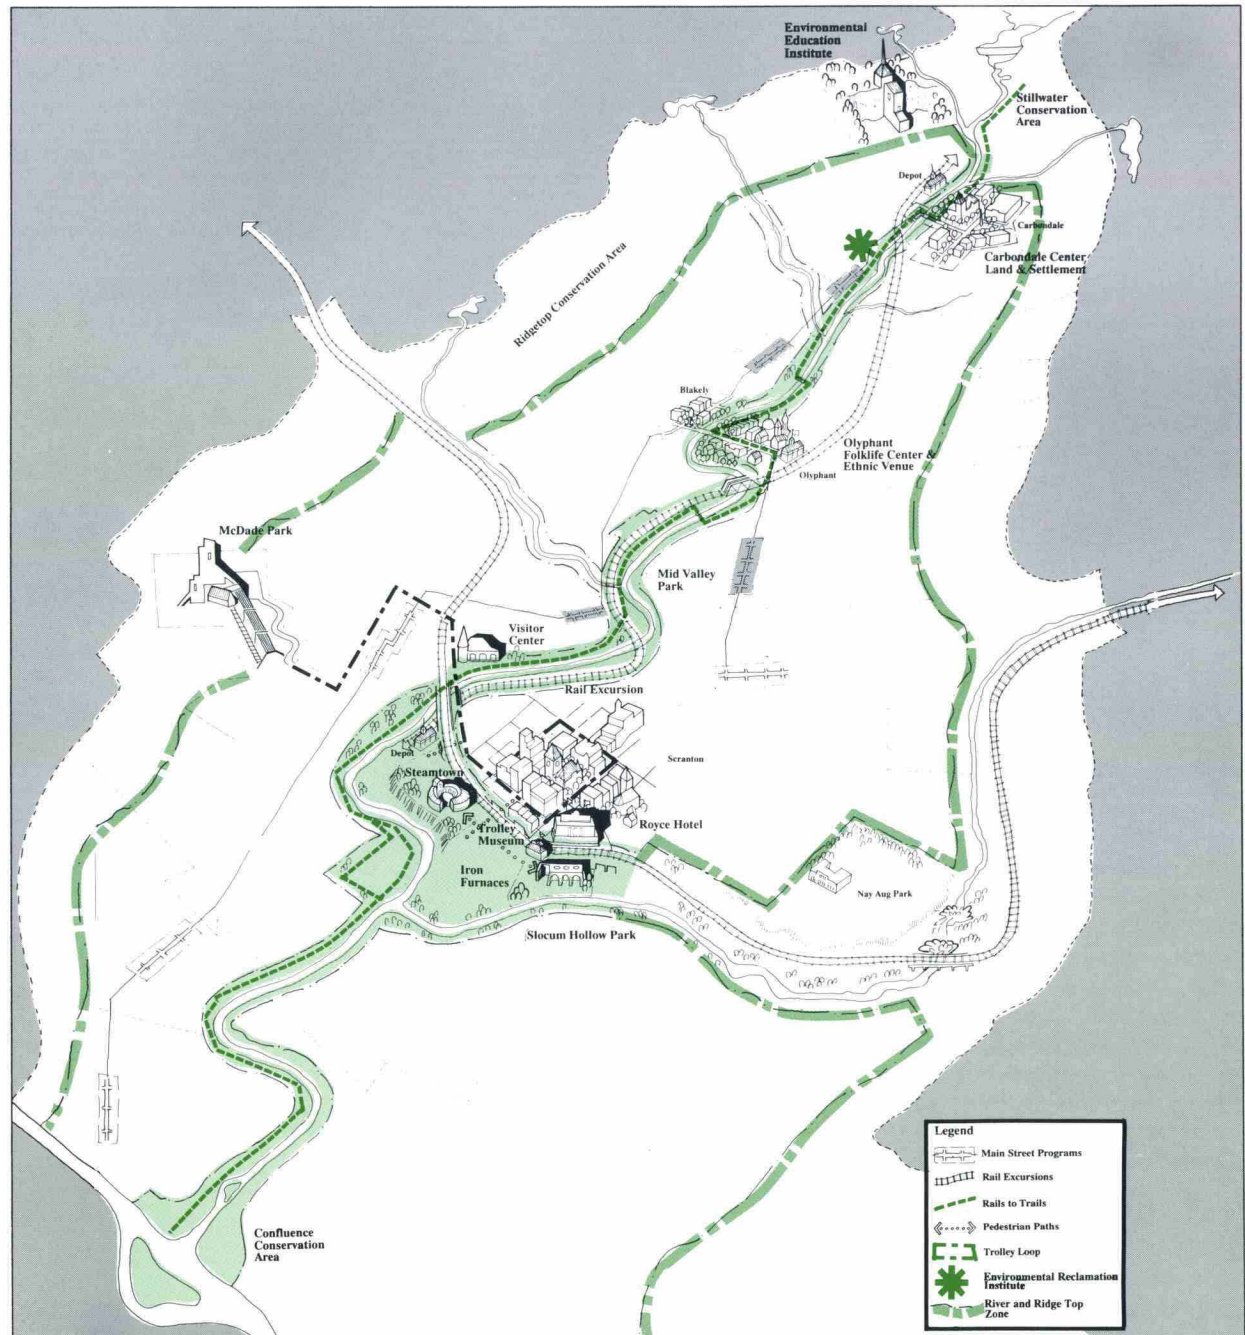 Environmental
Education
Institute
Stillwater
Conservation
Area
Depot
Carbondale
Carbondale Center
Land & Settlement
Ridgetop Conservation Area
Blakely
Olyphant
Folklife Center &
Ethnic Venue
Olyphant
McDade Park
Mid Valley
Park
Visitor
Center
Rail Excursion
Scranton
Depot
Steamtown
Royce Hotel
Trolley
Museum
Iron
Furnaces
Nay Aug Park
Slocum Hollow Park
Confluence
Conservation
Area
Legend
Main Street Programs
Rail Excursions
Rails to Trails
Pedestrian Paths
Trolley Loop
Environmental Reclamation
Institute
River and Ridge Top
Zone